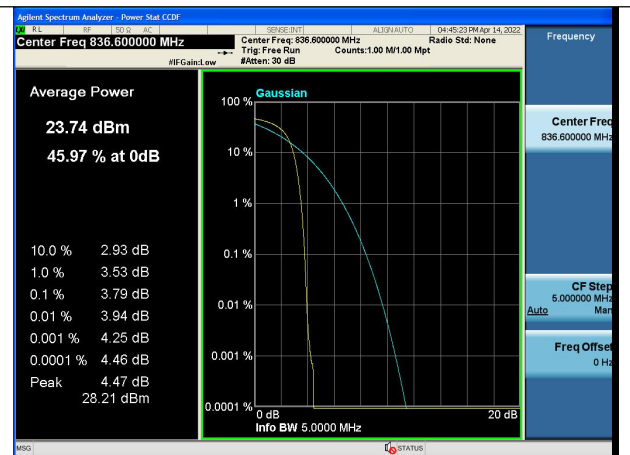 Agilent Spectrum Analyzer - Power Stat CCDF
RL RF 50 Ω AC SENSE:INT ALIGN AUTO 04:45:23 PM Apr 14, 2022
Center Freq 836.600000 MHz
Center Freq: 836.600000 MHz Radio Std: None
Trig: Free Run Counts:1.00 M/1.00 Mpt
#IFGain:Low #Atten: 30 dB
Frequency
Average Power
23.74 dBm
45.97 % at 0dB
10.0 % 2.93 dB
1.0 % 3.53 dB
0.1 % 3.79 dB
0.01 % 3.94 dB
0.001 % 4.25 dB
0.0001 % 4.46 dB
Peak 4.47 dB
28.21 dBm
Gaussian
100 %
10 %
1 %
0.1 %
0.01 %
0.001 %
0.0001 %
0 dB 20 dB
Info BW 5.0000 MHz
Center Freq
836.600000 MHz
CF Step
5.000000 MHz
Auto Man
Freq Offset
0 Hz
MSG STATUS